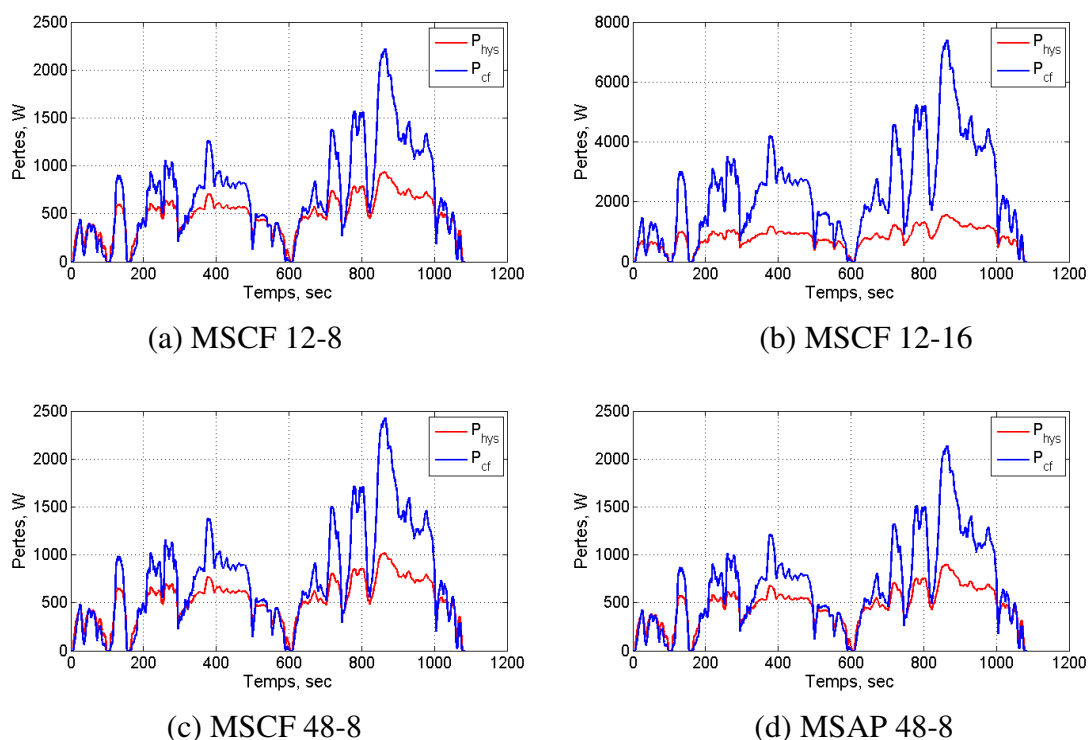 2500
2000
1500
1000
500
0
Pertes, W
0 200 400 600 800 1000 1200
Temps, sec
P_hys
P_cf
(a) MSCF 12-8
8000
6000
4000
2000
0
Pertes, W
0 200 400 600 800 1000 1200
Temps, sec
P_hys
P_cf
(b) MSCF 12-16
2500
2000
1500
1000
500
0
Pertes, W
0 200 400 600 800 1000 1200
Temps, sec
P_hys
P_cf
(c) MSCF 48-8
2500
2000
1500
1000
500
0
Pertes, W
0 200 400 600 800 1000 1200
Temps, sec
P_hys
P_cf
(d) MSAP 48-8